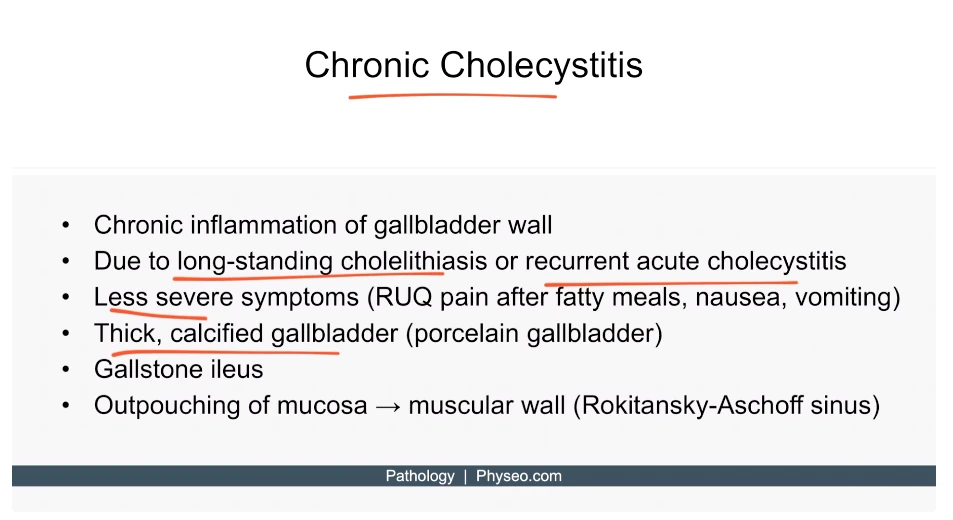 Chronic Cholecystitis
• Chronic inflammation of gallbladder wall
• Due to long-standing cholelithiasis or recurrent acute cholecystitis
• Less severe symptoms (RUQ pain after fatty meals, nausea, vomiting)
• Thick, calcified gallbladder (porcelain gallbladder)
• Gallstone ileus
• Outpouching of mucosa → muscular wall (Rokitansky-Aschoff sinus)
Pathology | Physeo.com